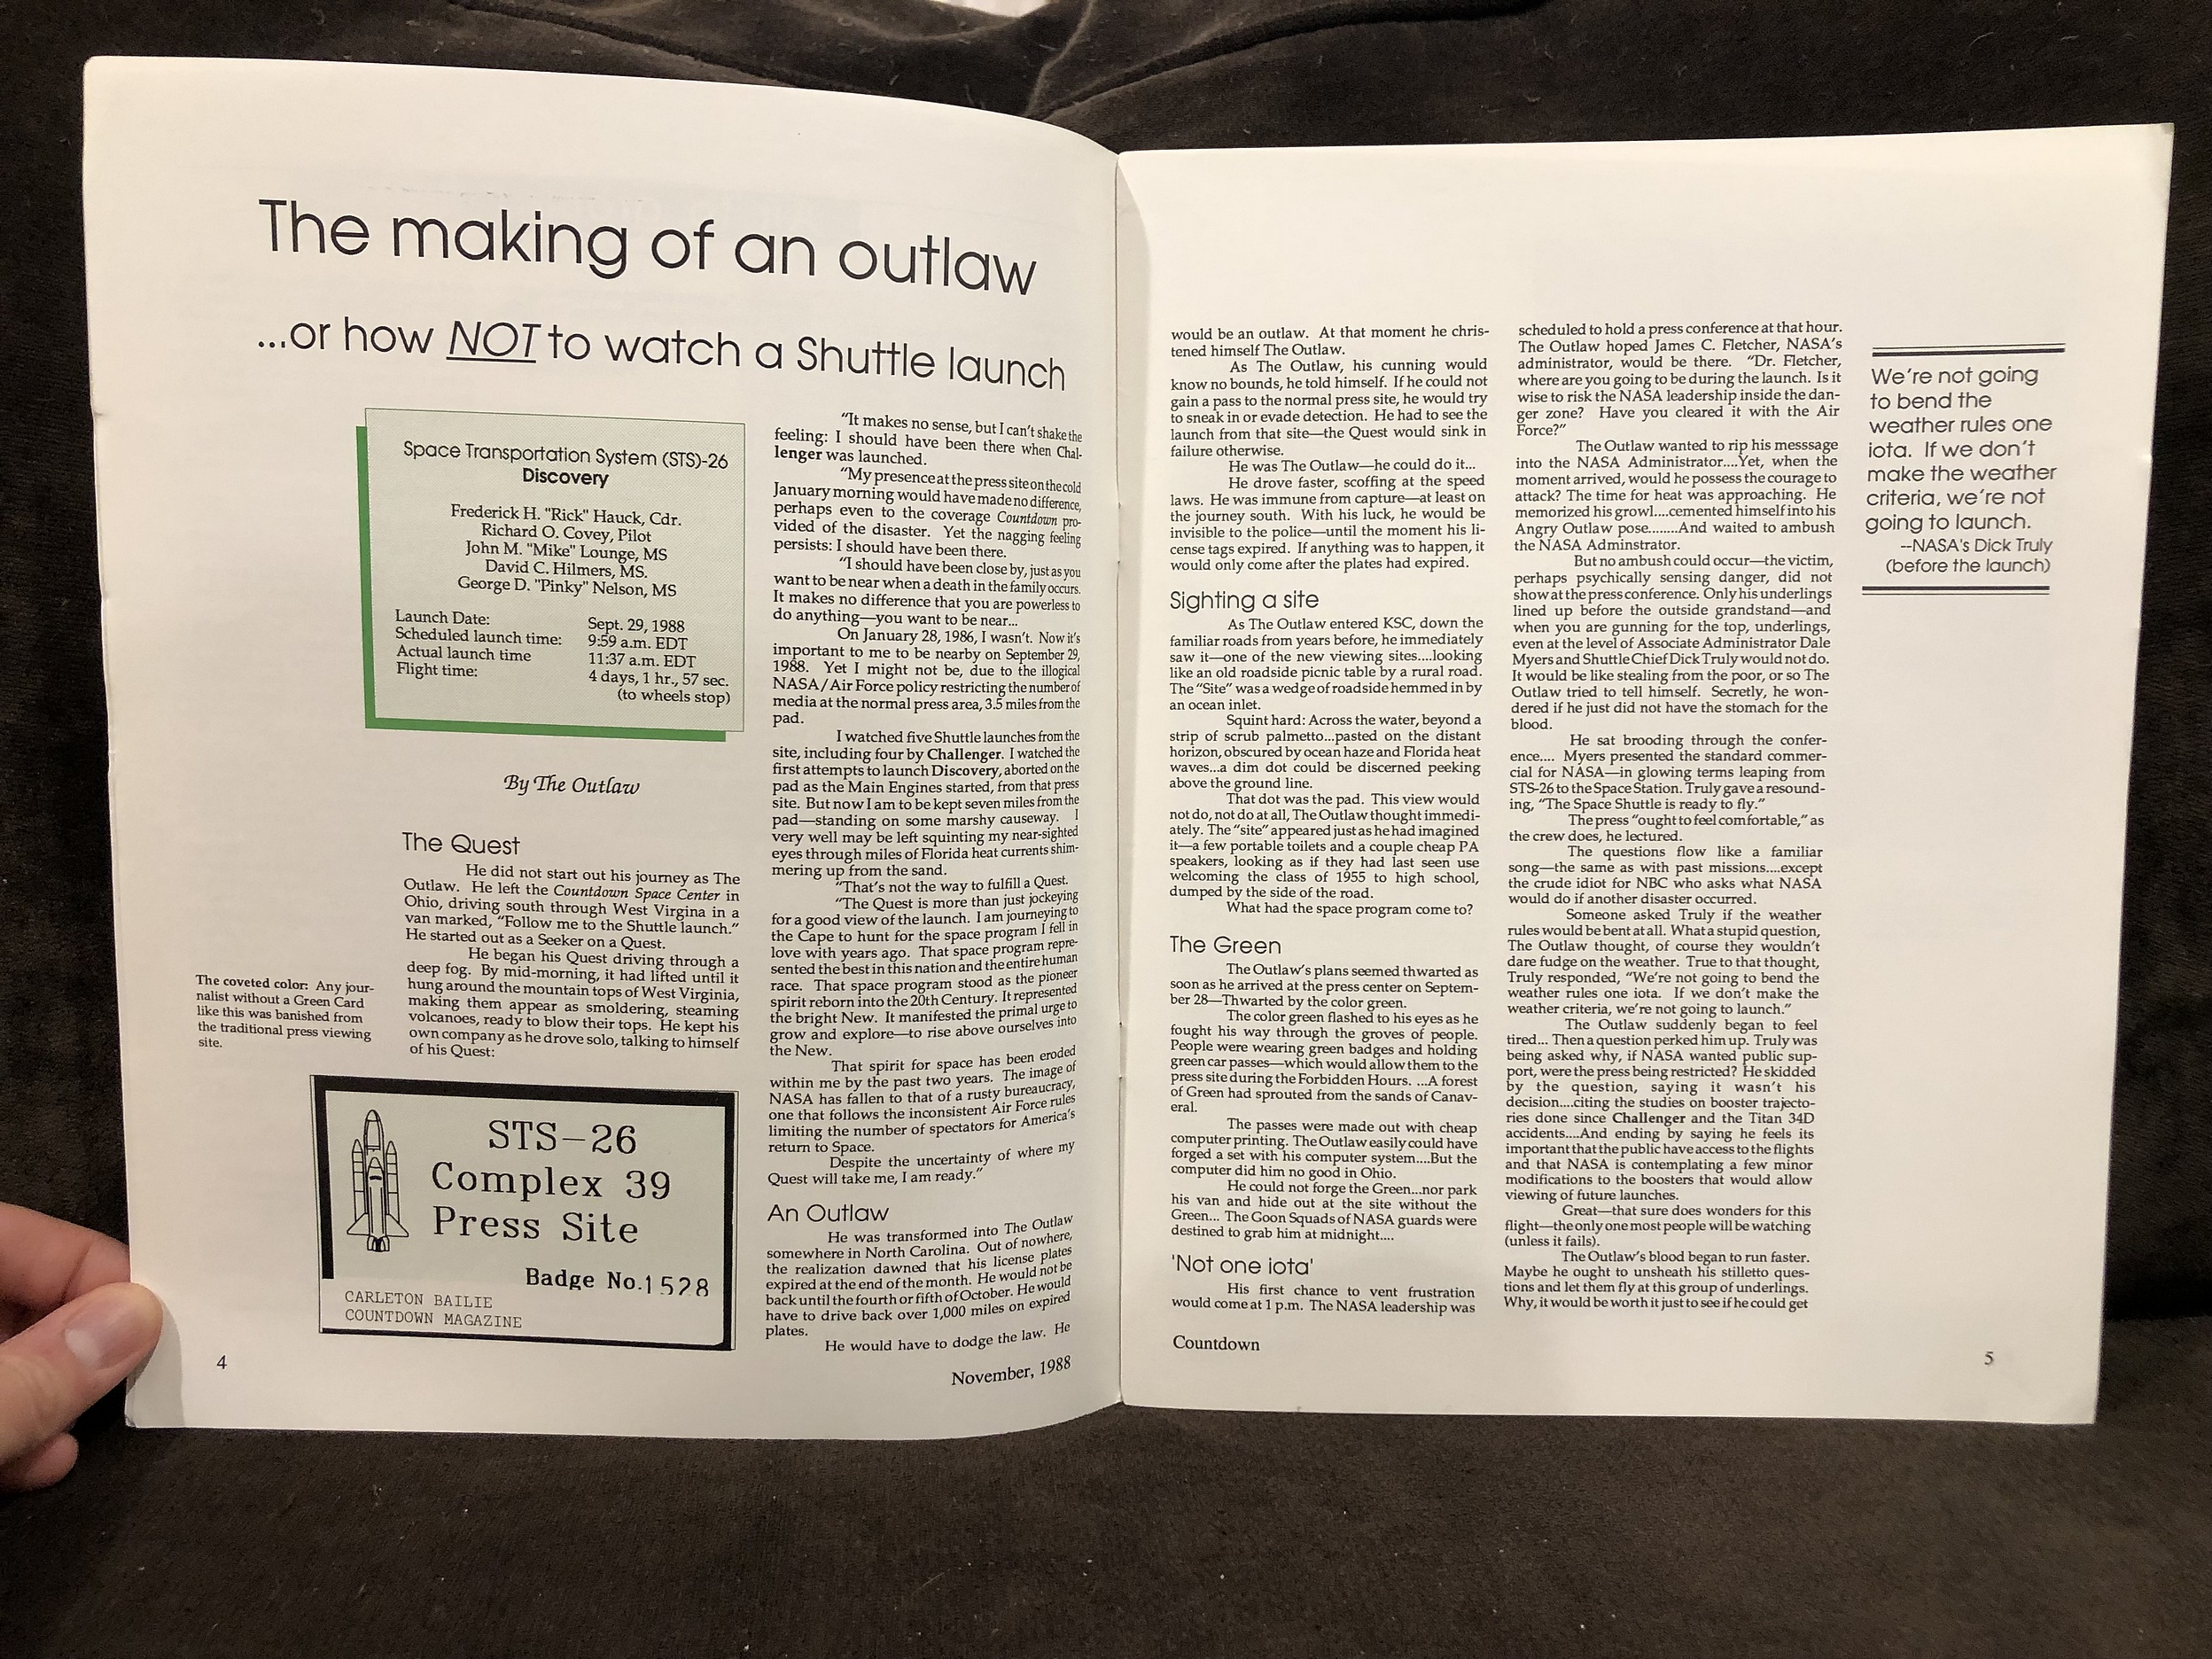 The making of an outlaw
...or how NOT to watch a Shuttle launch
Space Transportation System (STS)-26
Discovery
Frederick H. "Rick" Hauck, Cdr.
Richard O. Covey, Pilot
John M. "Mike" Lounge, MS
David C. Hilmers, MS.
George D. "Pinky" Nelson, MS
Launch Date: Sept. 29, 1988
Scheduled launch time: 9:59 a.m. EDT
Actual launch time 11:37 a.m. EDT
Flight time: 4 days, 1 hr., 57 sec.
(to wheels stop)
By The Outlaw
The Quest
He did not start out his journey as The
Outlaw. He left the Countdown Space Center in
Ohio, driving south through West Virgina in a
van marked, "Follow me to the Shuttle launch."
He started out as a Seeker on a Quest.
He began his Quest driving through a
deep fog. By mid-morning, it had lifted until it
hung around the mountain tops of West Virginia,
making them appear as smoldering, steaming
volcanoes, ready to blow their tops. He kept his
own company as he drove solo, talking to himself
of his Quest:
The coveted color: Any jour-
nalist without a Green Card
like this was banished from
the traditional press viewing
site.
STS-26
Complex 39
Press Site
Badge No.1528
CARLETON BAILIE
COUNTDOWN MAGAZINE
4
"It makes no sense, but I can't shake the
feeling: I should have been there when Chal-
lenger was launched.
"My presence at the press site on the cold
January morning would have made no difference,
perhaps even to the coverage Countdown pro-
vided of the disaster. Yet the nagging feeling
persists: I should have been there.
"I should have been close by, just as you
want to be near when a death in the family occurs.
It makes no difference that you are powerless to
do anything—you want to be near...
On January 28, 1986, I wasn't. Now it's
important to me to be nearby on September 29,
1988. Yet I might not be, due to the illogical
NASA/Air Force policy restricting the number of
media at the normal press area, 3.5 miles from the
pad.
I watched five Shuttle launches from the
site, including four by Challenger. I watched the
first attempts to launch Discovery, aborted on the
pad as the Main Engines started, from that press
site. But now I am to be kept seven miles from the
pad—standing on some marshy causeway. I
very well may be left squinting my near-sighted
eyes through miles of Florida heat currents shim-
mering up from the sand.
"That's not the way to fulfill a Quest.
"The Quest is more than just jockeying
for a good view of the launch. I am journeying to
the Cape to hunt for the space program I fell in
love with years ago. That space program repre-
sented the best in this nation and the entire human
race. That space program stood as the pioneer
spirit reborn into the 20th Century. It represented
the bright New. It manifested the primal urge to
grow and explore—to rise above ourselves into
the New.
That spirit for space has been eroded
within me by the past two years. The image of
NASA has fallen to that of a rusty bureaucracy,
one that follows the inconsistent Air Force rules
limiting the number of spectators for America's
return to Space.
Despite the uncertainty of where my
Quest will take me, I am ready."
An Outlaw
He was transformed into The Outlaw
somewhere in North Carolina. Out of nowhere,
the realization dawned that his license plates
expired at the end of the month. He would not be
back until the fourth or fifth of October. He would
have to drive back over 1,000 miles on expired
plates.
He would have to dodge the law. He
November, 1988
would be an outlaw. At that moment he chris-
tened himself The Outlaw.
As The Outlaw, his cunning would
know no bounds, he told himself. If he could not
gain a pass to the normal press site, he would try
to sneak in or evade detection. He had to see the
launch from that site—the Quest would sink in
failure otherwise.
He was The Outlaw—he could do it...
He drove faster, scoffing at the speed
laws. He was immune from capture—at least on
the journey south. With his luck, he would be
invisible to the police—until the moment his li-
cense tags expired. If anything was to happen, it
would only come after the plates had expired.
Sighting a site
As The Outlaw entered KSC, down the
familiar roads from years before, he immediately
saw it—one of the new viewing sites....looking
like an old roadside picnic table by a rural road.
The "Site" was a wedge of roadside hemmed in by
an ocean inlet.
Squint hard: Across the water, beyond a
strip of scrub palmetto...pasted on the distant
horizon, obscured by ocean haze and Florida heat
waves...a dim dot could be discerned peeking
above the ground line.
That dot was the pad. This view would
not do, not do at all, The Outlaw thought immedi-
ately. The "site" appeared just as he had imagined
it—a few portable toilets and a couple cheap PA
speakers, looking as if they had last seen use
welcoming the class of 1955 to high school,
dumped by the side of the road.
What had the space program come to?
The Green
The Outlaw's plans seemed thwarted as
soon as he arrived at the press center on Septem-
ber 28—Thwarted by the color green.
The color green flashed to his eyes as he
fought his way through the groves of people.
People were wearing green badges and holding
green car passes—which would allow them to the
press site during the Forbidden Hours. ...A forest
of Green had sprouted from the sands of Canav-
eral.
The passes were made out with cheap
computer printing. The Outlaw easily could have
forged a set with his computer system....But the
computer did him no good in Ohio.
He could not forge the Green...nor park
his van and hide out at the site without the
Green... The Goon Squads of NASA guards were
destined to grab him at midnight....
'Not one iota'
His first chance to vent frustration
would come at 1 p.m. The NASA leadership was
Countdown
scheduled to hold a press conference at that hour.
The Outlaw hoped James C. Fletcher, NASA's
administrator, would be there. "Dr. Fletcher,
where are you going to be during the launch. Is it
wise to risk the NASA leadership inside the dan-
ger zone? Have you cleared it with the Air
Force?"
The Outlaw wanted to rip his messsage
into the NASA Administrator....Yet, when the
moment arrived, would he possess the courage to
attack? The time for heat was approaching. He
memorized his growl....cemented himself into his
Angry Outlaw pose.......And waited to ambush
the NASA Adminstrator.
But no ambush could occur—the victim,
perhaps psychically sensing danger, did not
show at the press conference. Only his underlings
lined up before the outside grandstand—and
when you are gunning for the top, underlings,
even at the level of Associate Administrator Dale
Myers and Shuttle Chief Dick Truly would not do.
It would be like stealing from the poor, or so The
Outlaw tried to tell himself. Secretly, he won-
dered if he just did not have the stomach for the
blood.
He sat brooding through the confer-
ence.... Myers presented the standard commer-
cial for NASA—in glowing terms leaping from
STS-26 to the Space Station. Truly gave a resound-
ing, "The Space Shuttle is ready to fly."
The press "ought to feel comfortable," as
the crew does, he lectured.
The questions flow like a familiar
song—the same as with past missions....except
the crude idiot for NBC who asks what NASA
would do if another disaster occurred.
Someone asked Truly if the weather
rules would be bent at all. What a stupid question,
The Outlaw thought, of course they wouldn't
dare fudge on the weather. True to that thought,
Truly responded, "We're not going to bend the
weather rules one iota. If we don't make the
weather criteria, we're not going to launch."
The Outlaw suddenly began to feel
tired... Then a question perked him up. Truly was
being asked why, if NASA wanted public sup-
port, were the press being restricted? He skidded
by the question, saying it wasn't his
decision....citing the studies on booster trajecto-
ries done since Challenger and the Titan 34D
accidents....And ending by saying he feels its
important that the public have access to the flights
and that NASA is contemplating a few minor
modifications to the boosters that would allow
viewing of future launches.
Great—that sure does wonders for this
flight—the only one most people will be watching
(unless it fails).
The Outlaw's blood began to run faster.
Maybe he ought to unsheath his stilletto ques-
tions and let them fly at this group of underlings.
Why, it would be worth it just to see if he could get
We're not going
to bend the
weather rules one
iota. If we don't
make the weather
criteria, we're not
going to launch.
--NASA's Dick Truly
(before the launch)
5